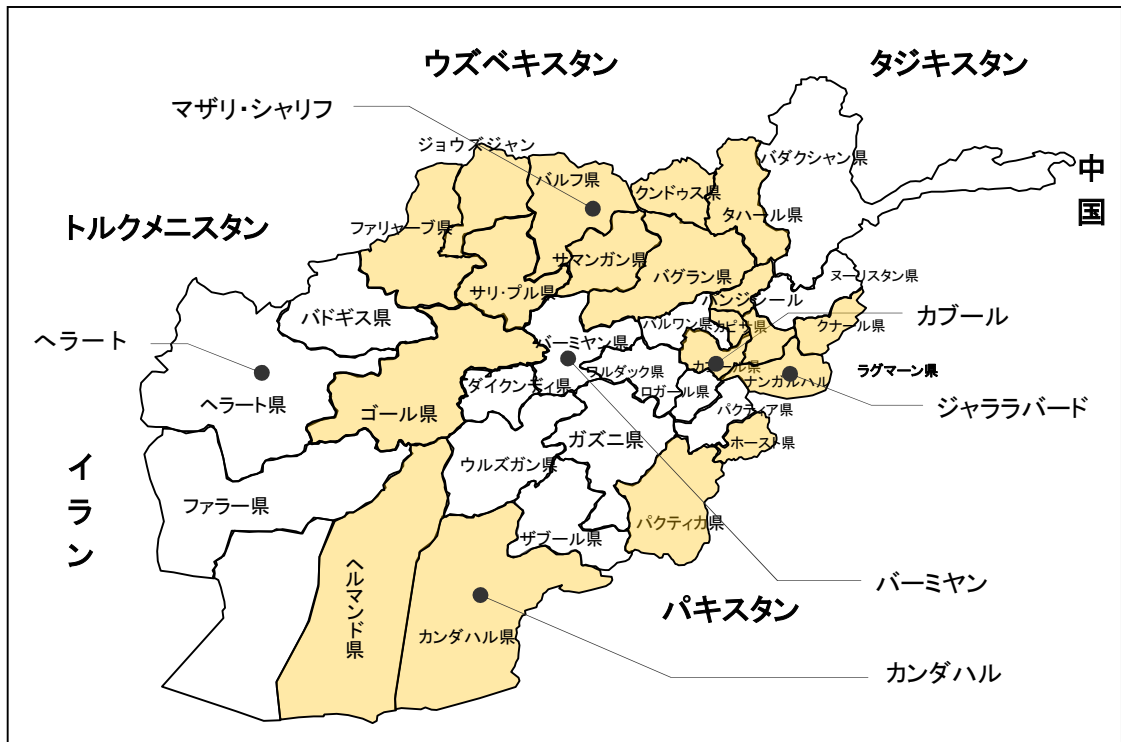 ウズベキスタン
タジキスタン
マザリ・シャリフ
ジョウズジャン
バダクシャン県
中国
バルフ県
クンドゥス県
タハール県
トルクメニスタン
ファリャーブ県
サマンガン県
バグラン県
ヌーリスタン県
サリ・プル県
パンジシール
バドギス県
パルワン県
カピサ県
クナール県
カブール
ヘラート
バーミヤン県
カブール県
ワルダック県
ラグマーン県
ダイクンディ県
ロガール県
ナンガルハル
ヘラート県
ゴール県
パクティア県
ジャララバード
ガズニ県
ホースト県
イラン
ウルズガン県
ファラー県
パクティカ県
ザブール県
ヘルマンド県
バーミヤン
パキスタン
カンダハル県
カンダハル